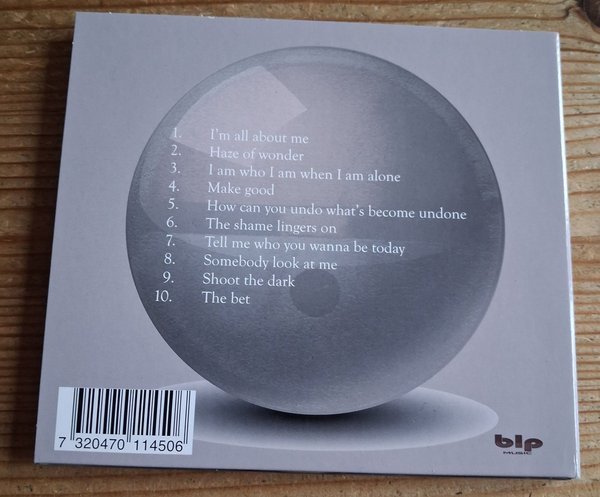 1. I'm all about me
2. Haze of wonder
3. I am who I am when I am alone
4. Make good
5. How can you undo what's become undone
6. The shame lingers on
7. Tell me who you wanna be today
8. Somebody look at me
9. Shoot the dark
10. The bet
7 320470 114506
blp
MUSIC